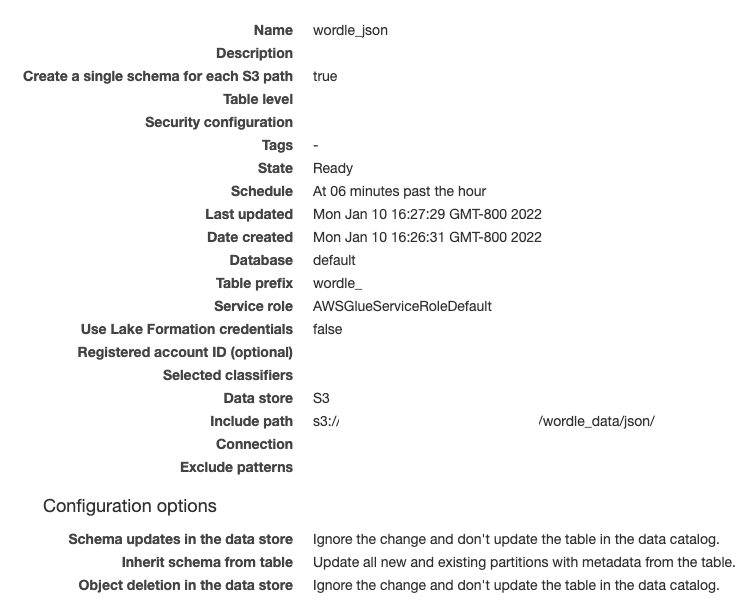 Name wordle_json
Description
Create a single schema for each S3 path true
Table level
Security configuration
Tags -
State Ready
Schedule At 06 minutes past the hour
Last updated Mon Jan 10 16:27:29 GMT-800 2022
Date created Mon Jan 10 16:26:31 GMT-800 2022
Database default
Table prefix wordle_
Service role AWSGlueServiceRoleDefault
Use Lake Formation credentials false
Registered account ID (optional)
Selected classifiers
Data store S3
Include path s3:// /wordle_data/json/
Connection
Exclude patterns
Configuration options
Schema updates in the data store Ignore the change and don't update the table in the data catalog.
Inherit schema from table Update all new and existing partitions with metadata from the table.
Object deletion in the data store Ignore the change and don't update the table in the data catalog.